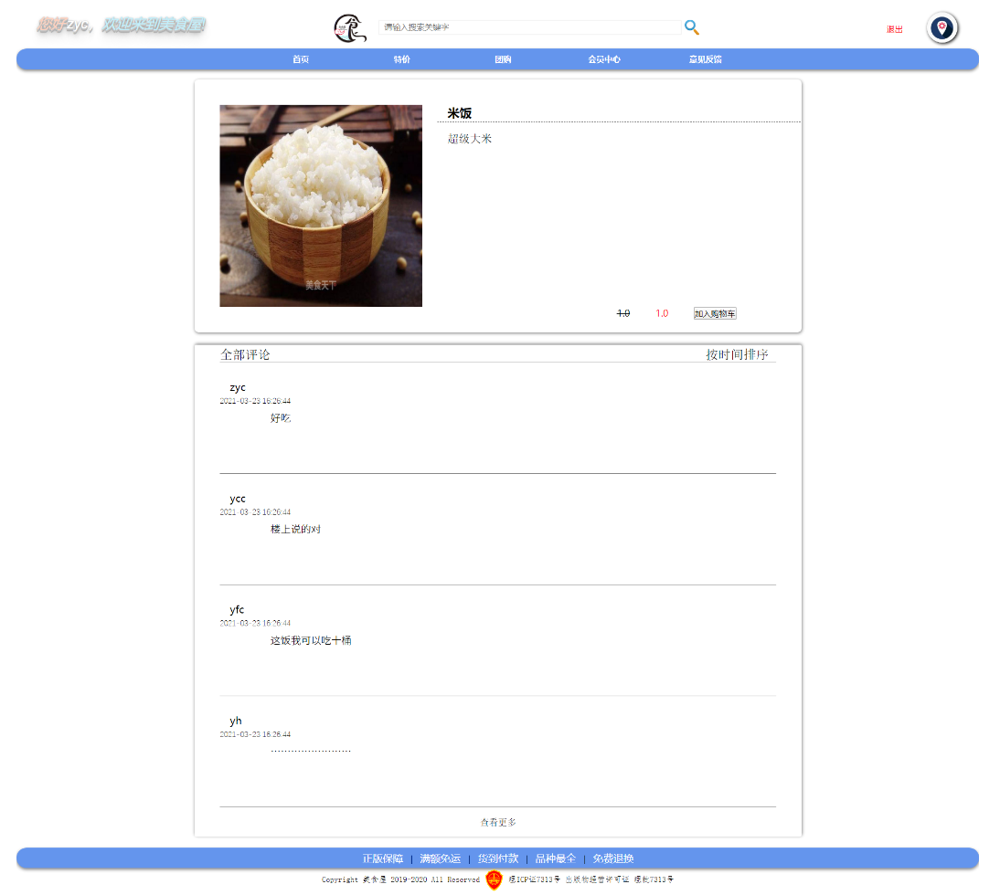 您好zyc，欢迎来到美食屋!
食
请输入搜索关键字
退出
首页 特价 团购 会员中心 意见反馈
米饭
超级大米
美食天下
1.0 1.0 加入购物车
全部评论 按时间排序
zyc
2021-03-23 16:26:44
好吃
ycc
2021-03-23 16:26:44
楼上说的对
yfc
2021-03-23 16:26:44
这饭我可以吃十桶
yh
2021-03-23 16:26:44
……………………
查看更多
正版保障 | 满额免运 | 货到付款 | 品种最全 | 免费退换
Copyright 美食屋 2019-2020 All Reserved 琨ICP证7313号 出版物经营许可证 琨批7313号